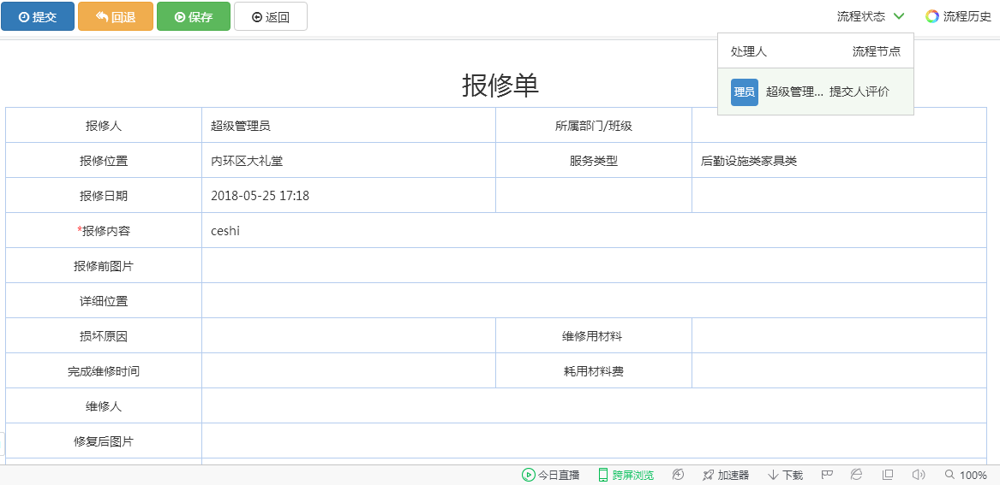 提交 回退 保存 返回 流程状态 流程历史
处理人 流程节点
理员 超级管理... 提交人评价
报修单
报修人 超级管理员 所属部门/班级
报修位置 内环区大礼堂 服务类型 后勤设施类家具类
报修日期 2018-05-25 17:18
*报修内容 ceshi
报修前图片
详细位置
损坏原因 维修用材料
完成维修时间 耗用材料费
维修人
修复后图片
今日直播 跨屏浏览 加速器 下载 100%